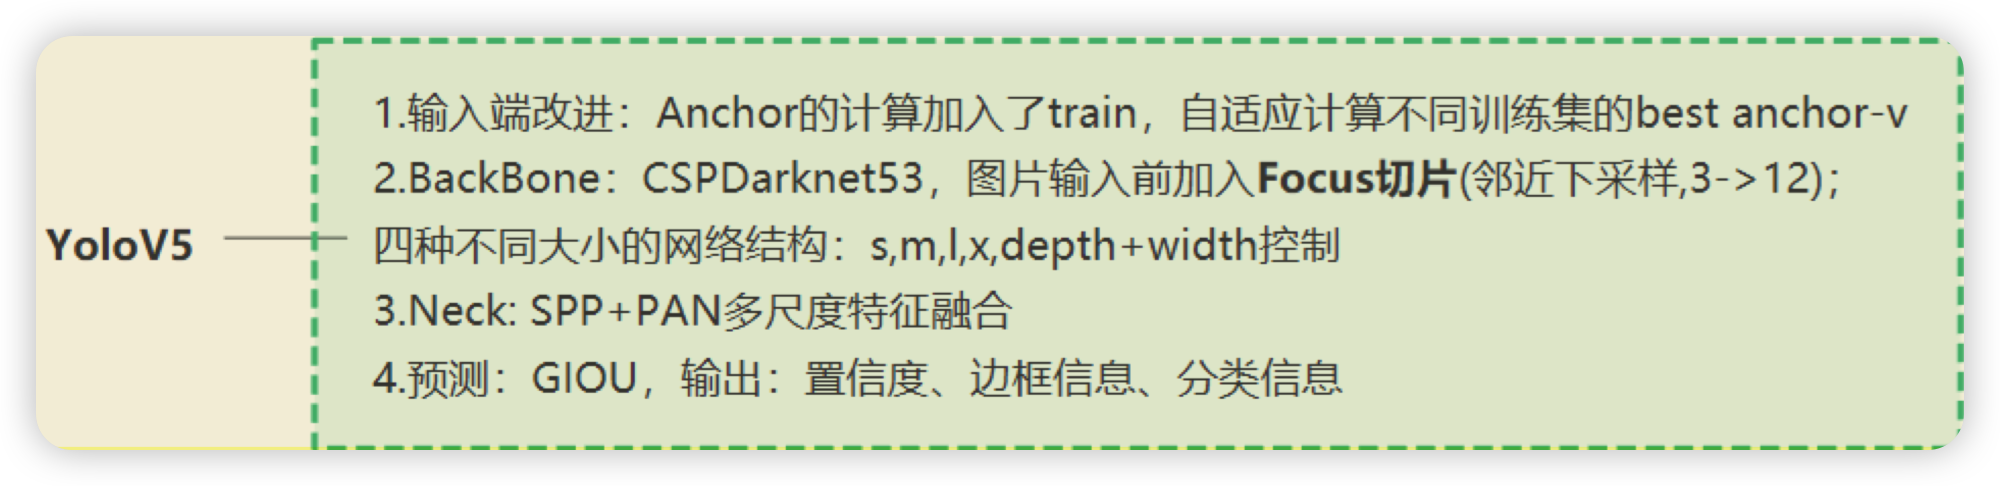 YoloV5
1.输入端改进：Anchor的计算加入了train，自适应计算不同训练集的best anchor-v
2.BackBone：CSPDarknet53，图片输入前加入Focus切片(邻近下采样,3->12)；
四种不同大小的网络结构：s,m,l,x,depth+width控制
3.Neck: SPP+PAN多尺度特征融合
4.预测：GIOU，输出：置信度、边框信息、分类信息